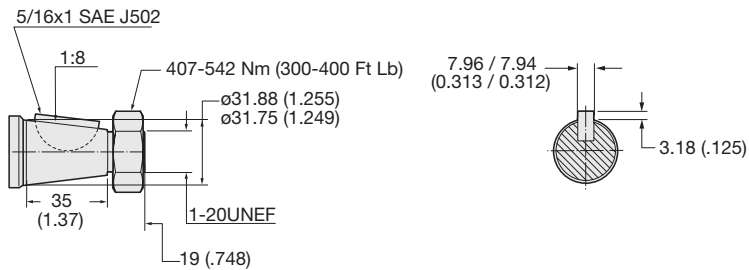 5/16x1 SAE J502
1:8
407-542 Nm (300-400 Ft Lb)
ø31.88 (1.255)
ø31.75 (1.249)
35
(1.37)
1-20UNEF
19 (.748)
7.96 / 7.94
(0.313 / 0.312)
3.18 (.125)